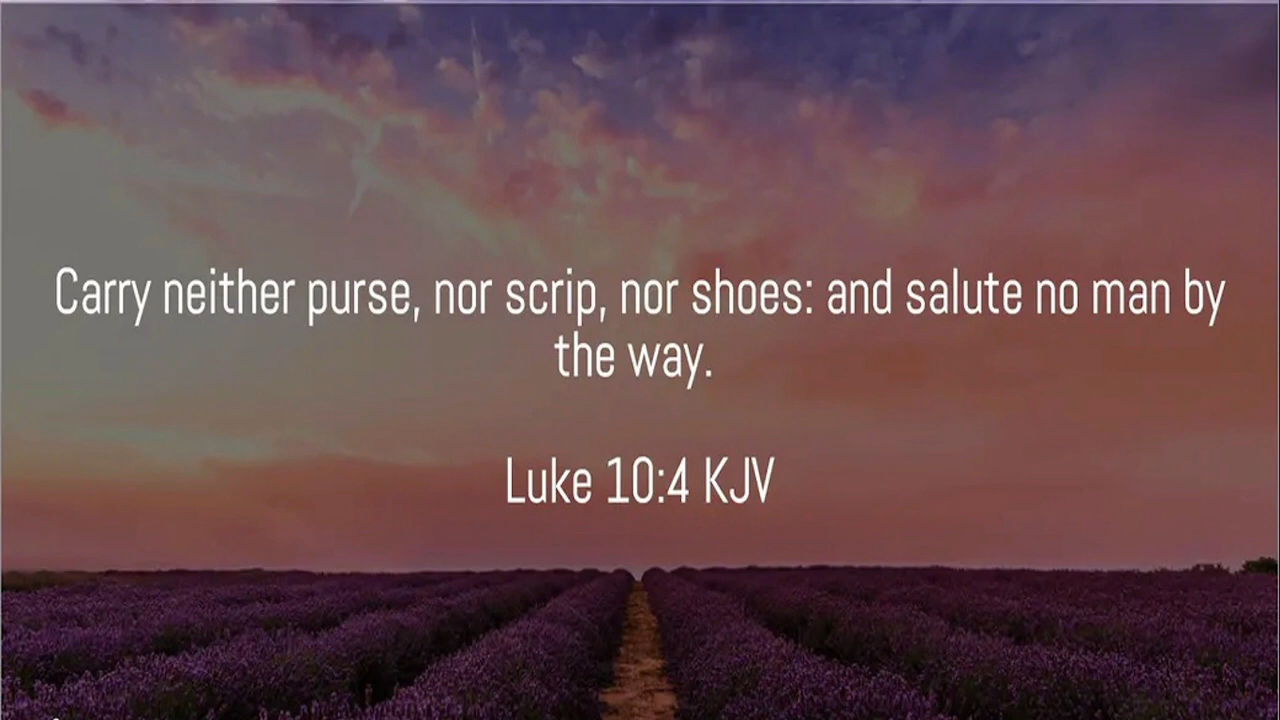 Carry neither purse, nor scrip, nor shoes: and salute no man by
the way.
Luke 10:4 KJV